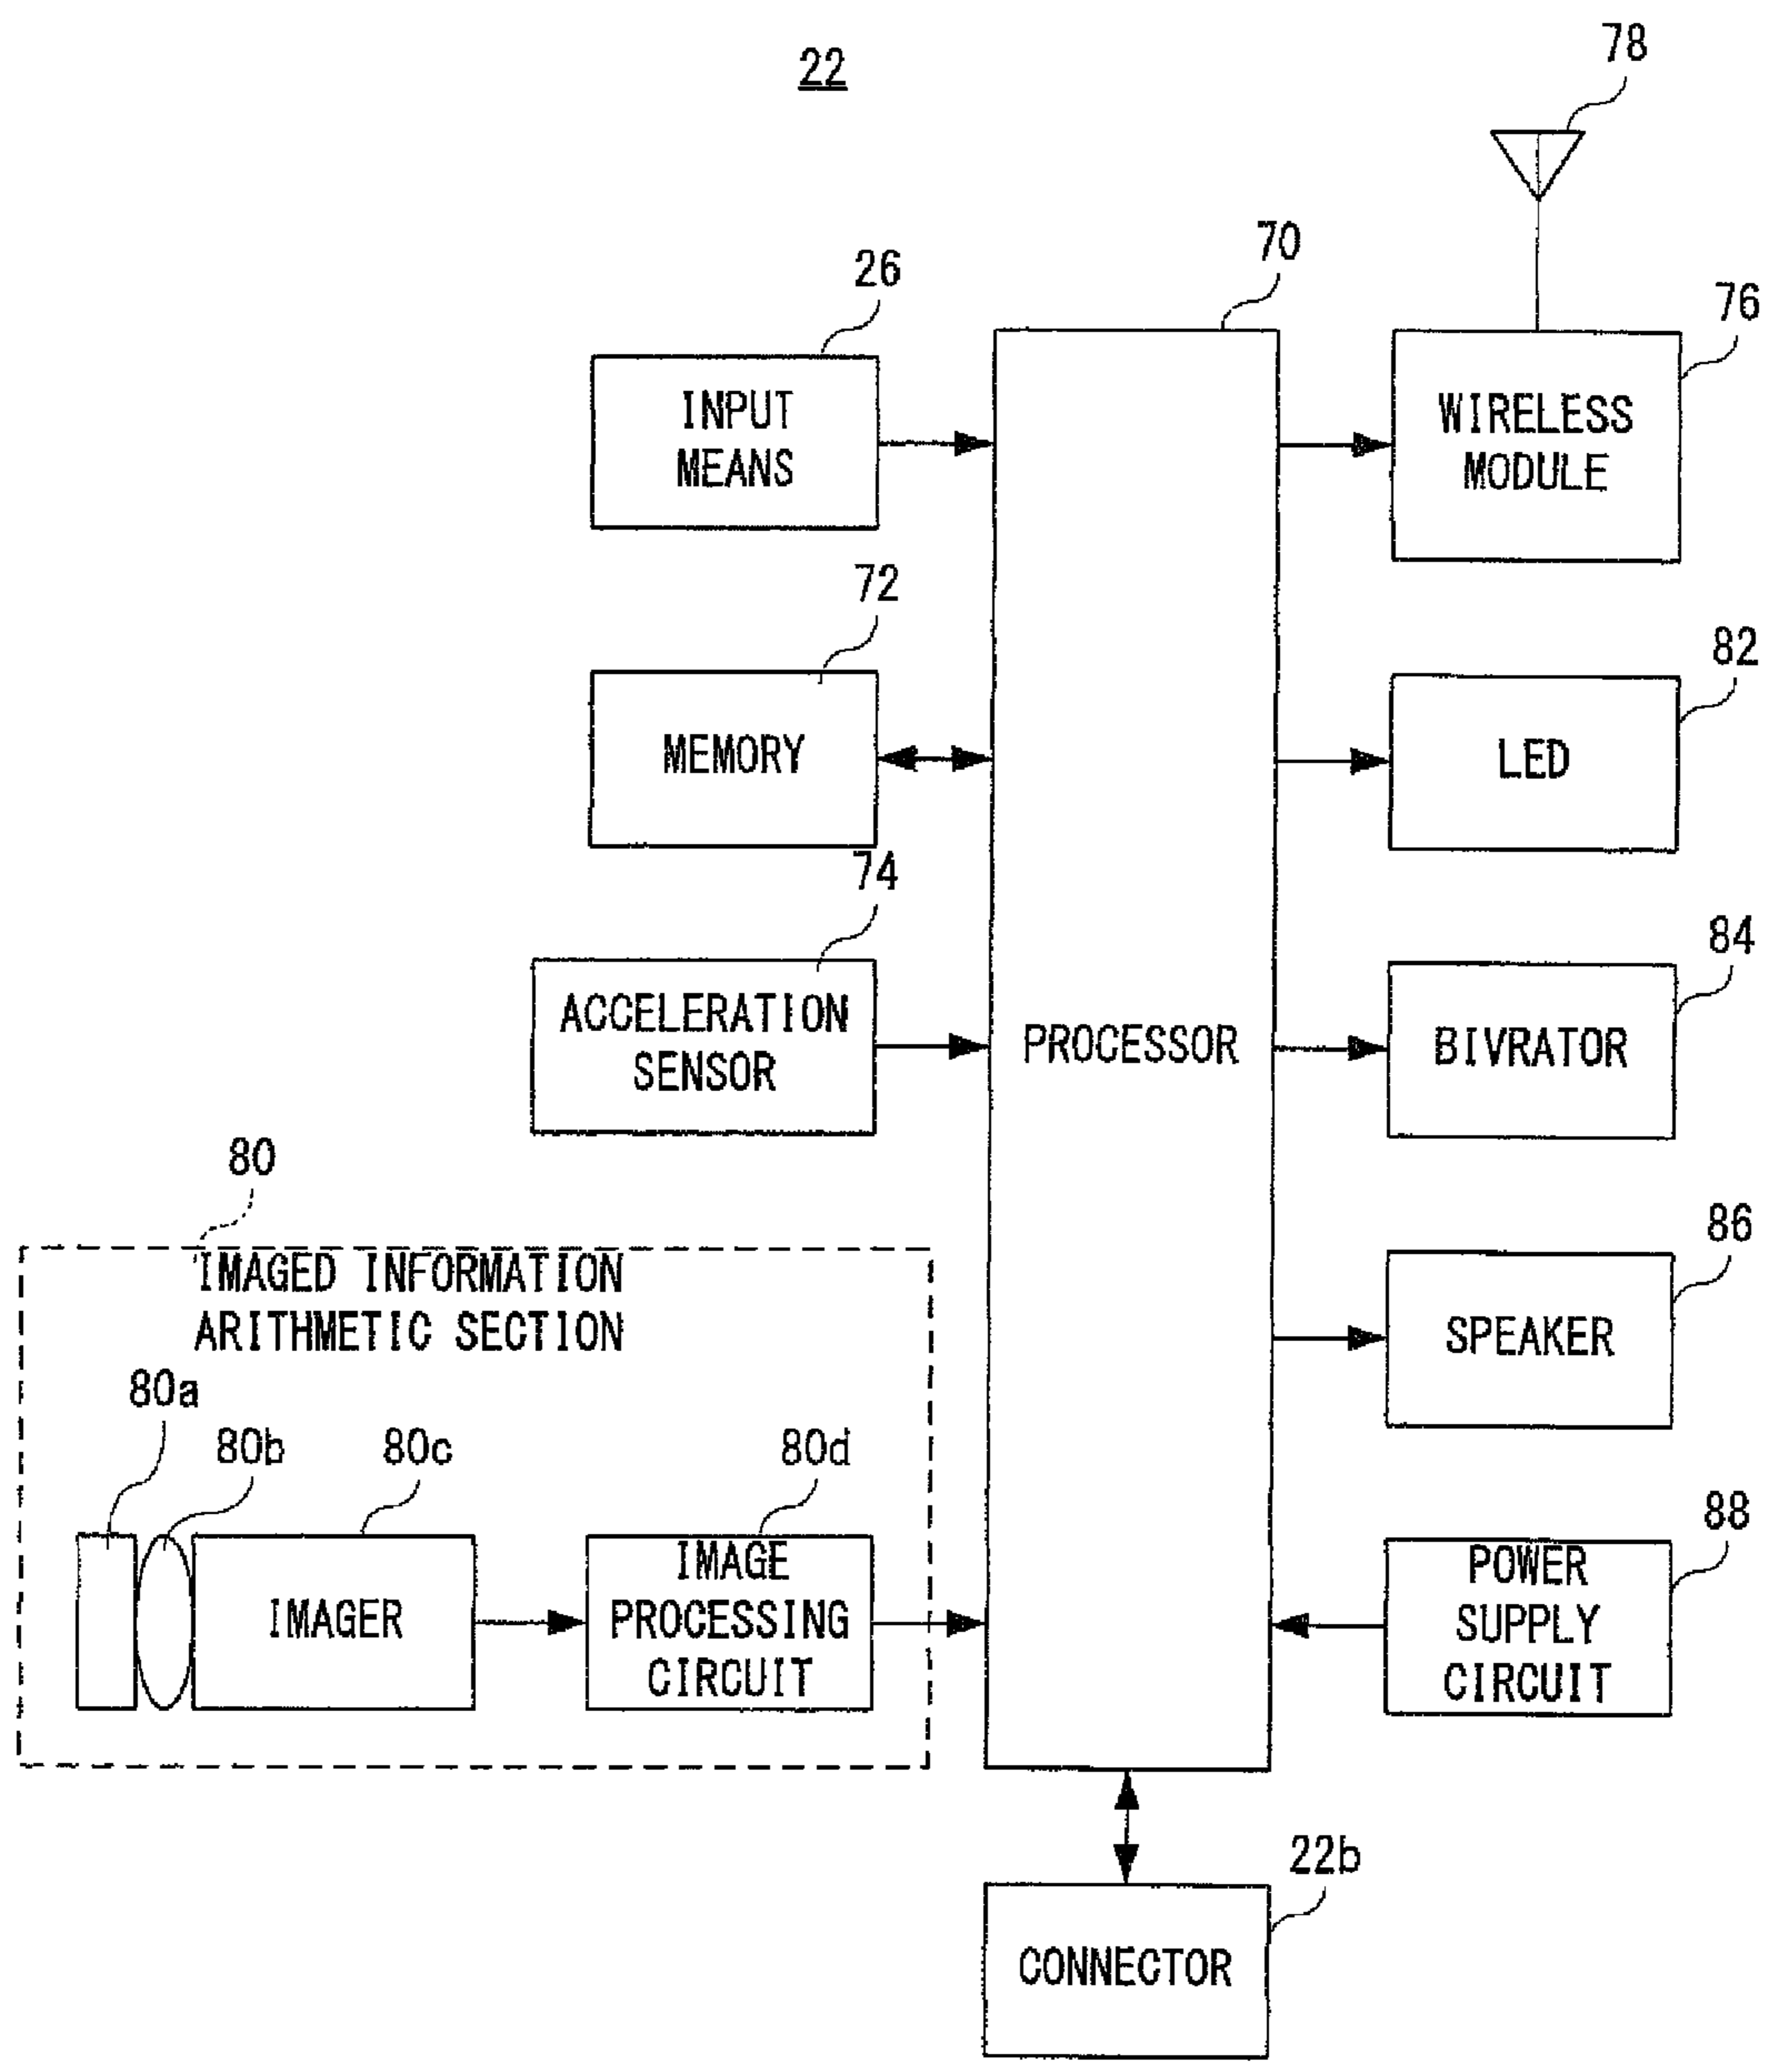 22
78
70
26
76
INPUT
MEANS
WIRELESS
MODULE
72
82
MEMORY
LED
74
84
ACCELERATION
SENSOR
PROCESSOR
BIVRATOR
80
86
IMAGED INFORMATION
ARITHMETIC SECTION
SPEAKER
80a
80b
80c
80d
88
IMAGER
IMAGE
PROCESSING
CIRCUIT
POWER
SUPPLY
CIRCUIT
22b
CONNECTOR